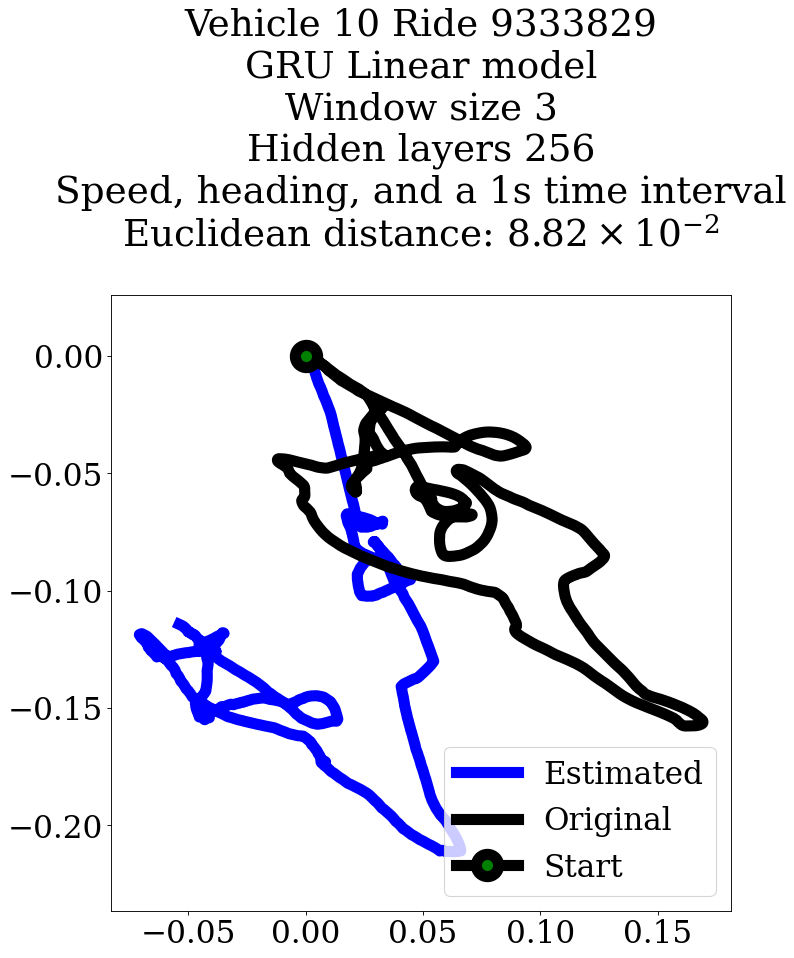 Vehicle 10 Ride 9333829
GRU Linear model
Window size 3
Hidden layers 256
Speed, heading, and a 1s time interval
Euclidean distance: 8.82 × 10⁻²
0.00
−0.05
−0.10
−0.15
−0.20
Estimated
Original
Start
−0.05 0.00 0.05 0.10 0.15